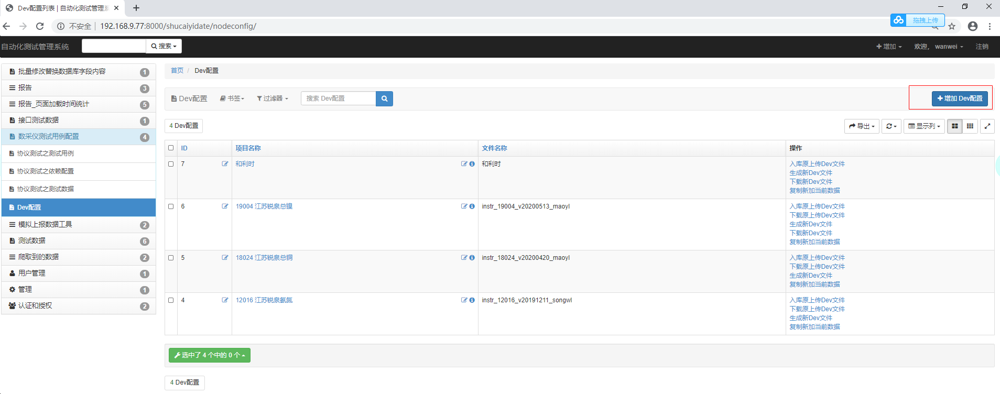 Dev配置列表 | 自动化测试管理系
不安全 | 192.168.9.77:8000/shucaiyidate/nodeconfig/
拖拽上传
自动化测试管理系统
搜索
增加
欢迎， wanwei
注销
批量修改替换数据库字段内容 1
报告 3
报告_页面加载时间统计 5
接口测试数据 1
数采仪测试用例配置 4
协议测试之测试用例
协议测试之依赖配置
协议测试之测试数据
Dev配置
模拟上报数据工具 2
测试数据 6
爬取到的数据 2
用户管理 1
管理 1
认证和授权 2
首页 / Dev配置
Dev配置 书签 过滤器 搜索 Dev配置
增加 Dev配置
4 Dev配置
导出 显示列
ID 项目名称 文件名称 操作
7 和利时 和利时
入库原上传Dev文件
生成新Dev文件
下载新Dev文件
复制新加当前数据
6 19004 江苏锐泉总镍 instr_19004_v20200513_maoyl
入库原上传Dev文件
下载原上传Dev文件
生成新Dev文件
下载新Dev文件
复制新加当前数据
5 18024 江苏锐泉总铜 instr_18024_v20200420_maoyl
入库原上传Dev文件
下载原上传Dev文件
生成新Dev文件
复制新加当前数据
4 12016 江苏锐泉氨氮 instr_12016_v20191211_songwl
入库原上传Dev文件
下载原上传Dev文件
生成新Dev文件
复制新加当前数据
选中了 4 个中的 0 个
4 Dev配置